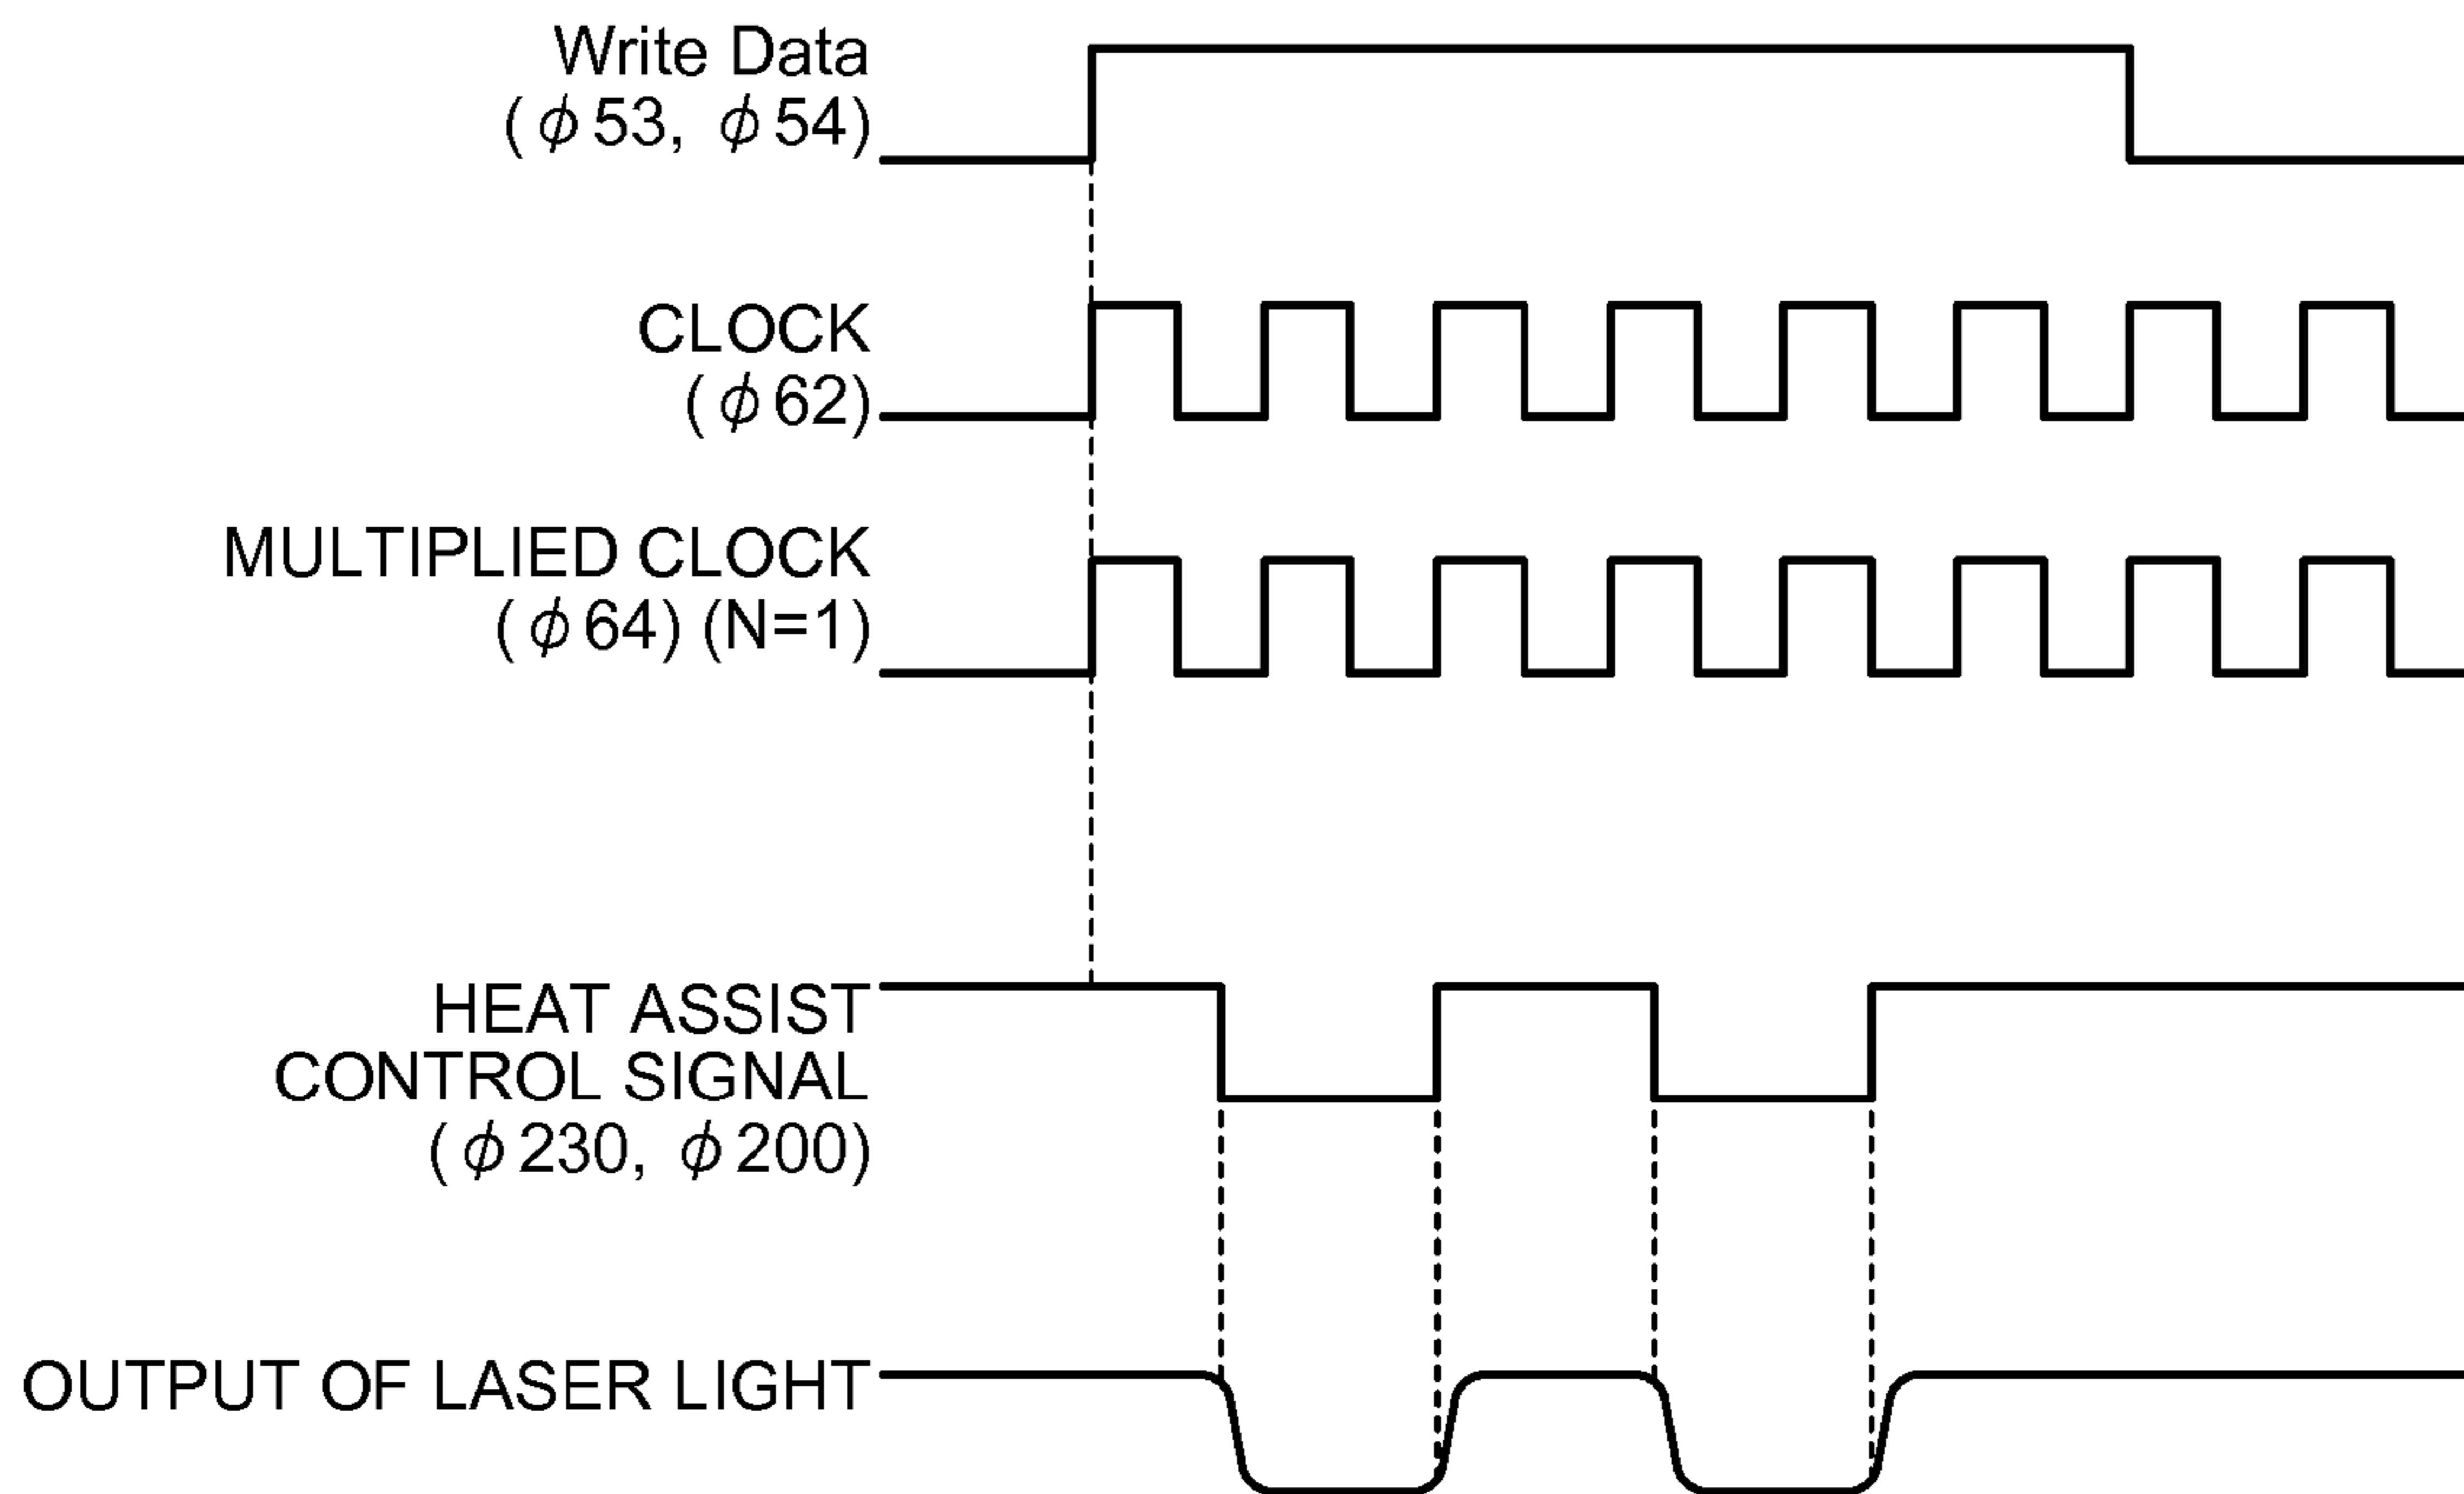 Write Data
(ϕ53, ϕ54)
CLOCK
(ϕ62)
MULTIPLIED CLOCK
(ϕ64) (N=1)
HEAT ASSIST
CONTROL SIGNAL
(ϕ230, ϕ200)
OUTPUT OF LASER LIGHT